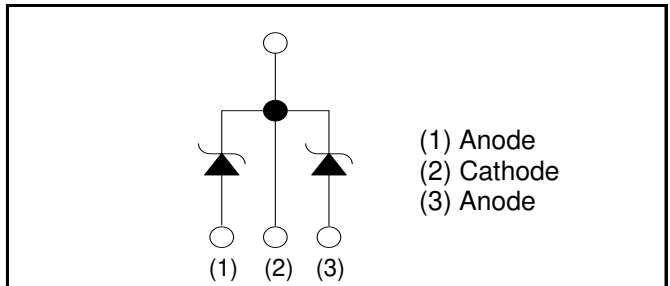 (1) Anode
(2) Cathode
(3) Anode
(1) (2) (3)